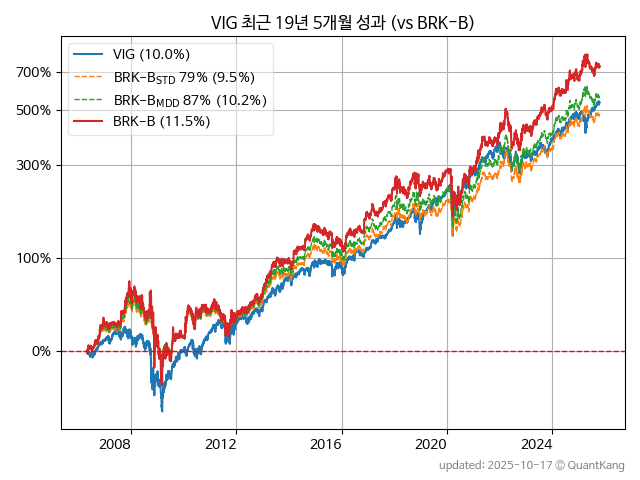 VIG 최근 19년 5개월 성과 (vs BRK-B)
VIG (10.0%)
BRK-BSTD 79% (9.5%)
BRK-BMDD 87% (10.2%)
BRK-B (11.5%)
700%
500%
300%
100%
0%
2008 2012 2016 2020 2024
updated: 2025-10-17 © QuantKang